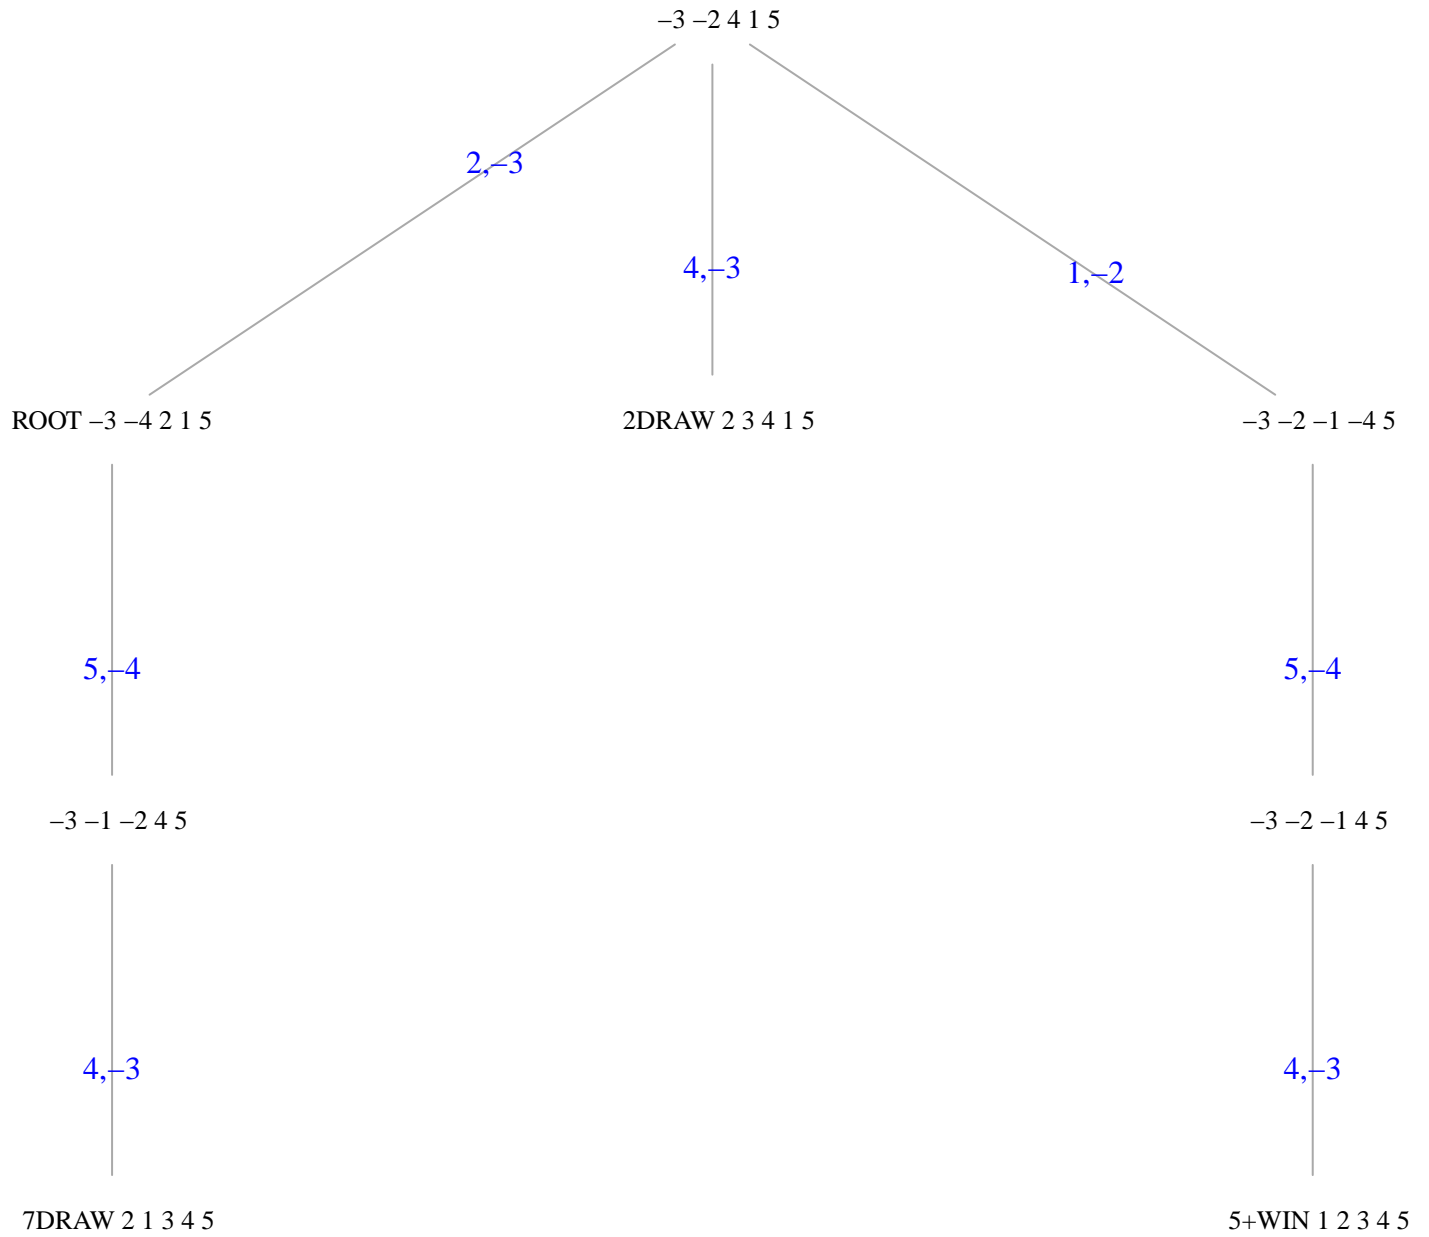 –3 –2 4 1 5
2,–3
4,–3
1,–2
ROOT –3 –4 2 1 5
2DRAW 2 3 4 1 5
–3 –2 –1 –4 5
5,–4
5,–4
–3 –1 –2 4 5
–3 –2 –1 4 5
4,–3
4,–3
7DRAW 2 1 3 4 5
5+WIN 1 2 3 4 5